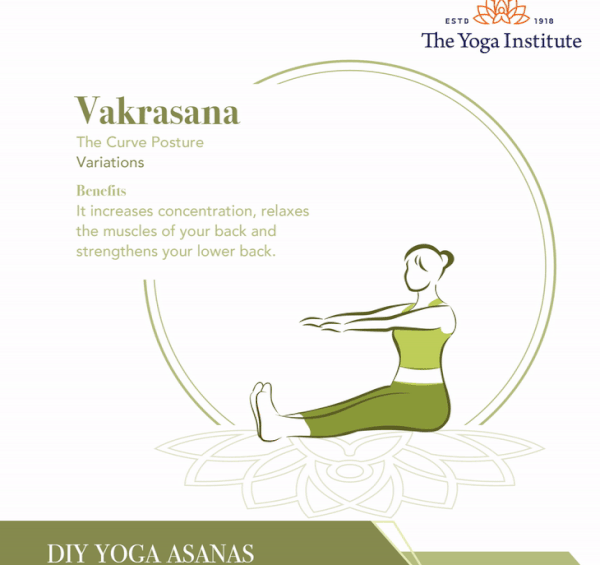 ESTD 1918
The Yoga Institute
Vakrasana
The Curve Posture
Variations
Benefits
It increases concentration, relaxes
the muscles of your back and
strengthens your lower back.
DIY YOGA ASANAS